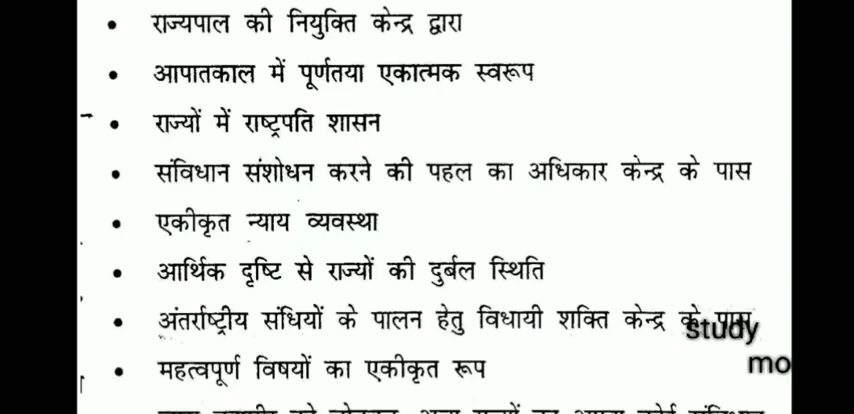 • राज्यपाल की नियुक्ति केन्द्र द्वारा
• आपातकाल में पूर्णतया एकात्मक स्वरूप
• राज्यों में राष्ट्रपति शासन
• संविधान संशोधन करने की पहल का अधिकार केन्द्र के पास
• एकीकृत न्याय व्यवस्था
• आर्थिक दृष्टि से राज्यों की दुर्बल स्थिति
• अंतर्राष्ट्रीय संधियों के पालन हेतु विधायी शक्ति केन्द्र के पास
study
mo
• महत्वपूर्ण विषयों का एकीकृत रूप